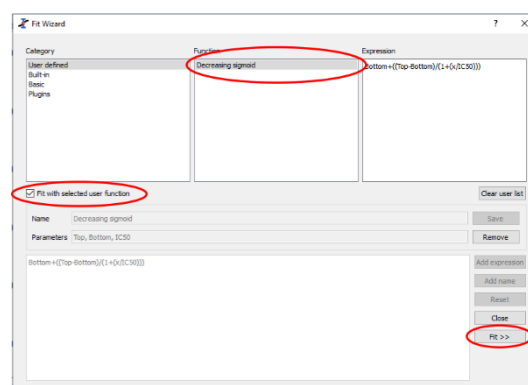 Fit Wizard
? X
Category
Function
Expression
User defined
Built-in
Basic
Plugins
Decreasing sigmoid
Bottom+((Top-Bottom)/(1+(x/IC50)))
Fit with selected user function
Clear user list
Name
Decreasing sigmoid
Save
Parameters
Top, Bottom, IC50
Remove
Bottom+((Top-Bottom)/(1+(x/IC50)))
Add expression
Add name
Reset
Close
Fit >>